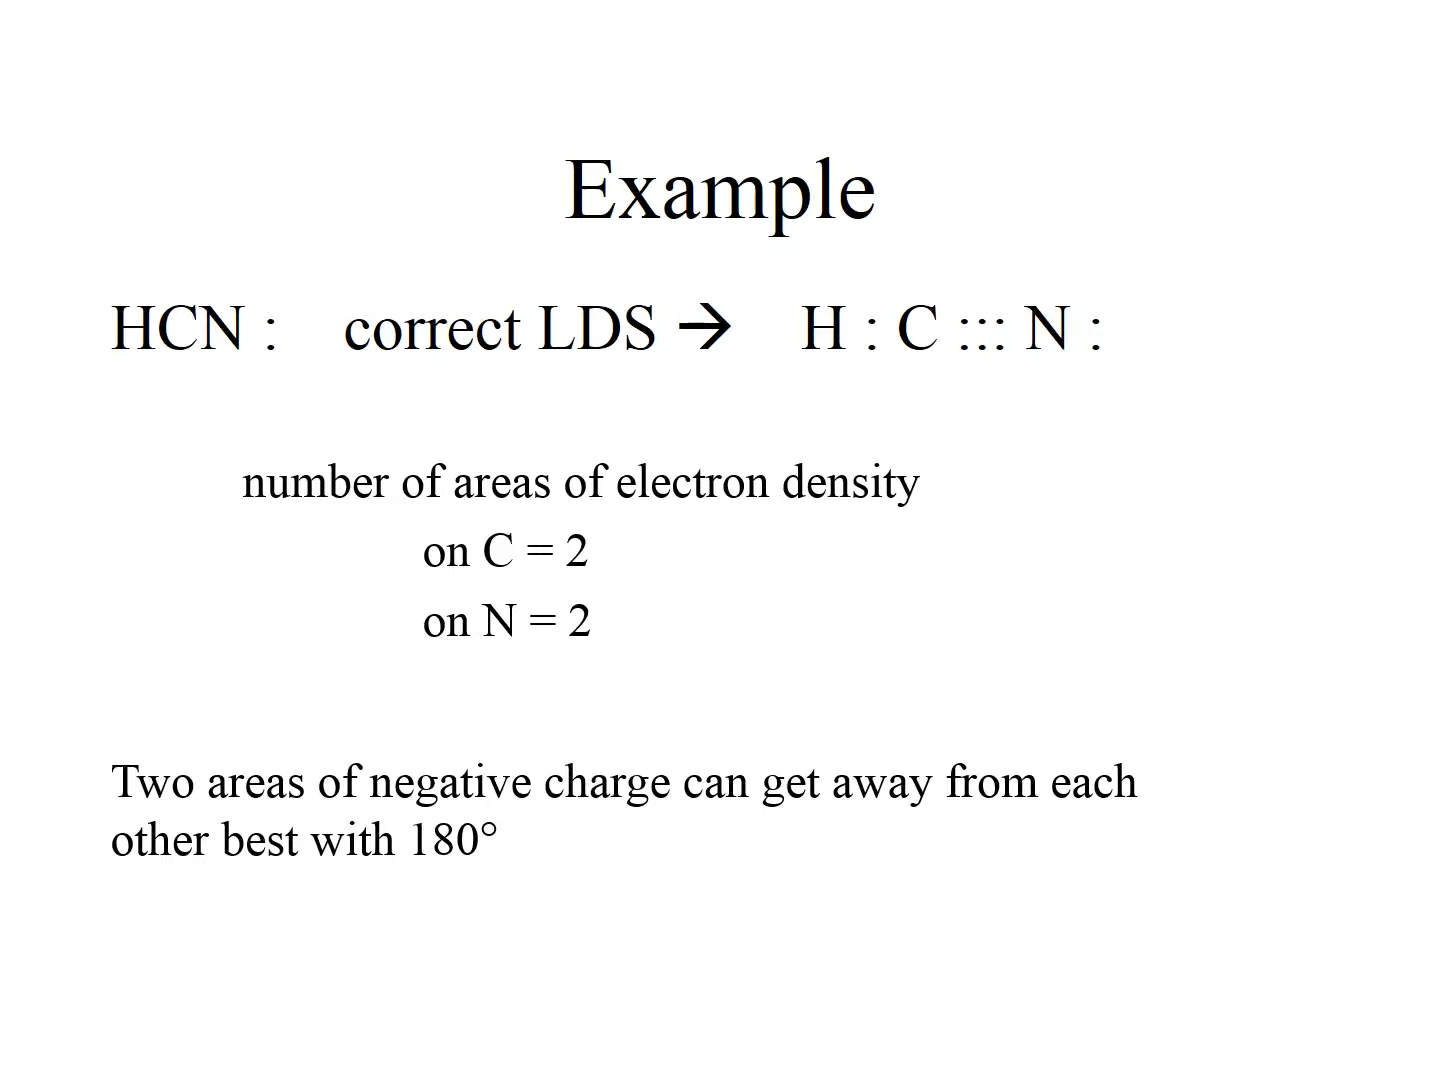 Example
HCN : correct LDS → H : C ::: N :
number of areas of electron density
on C = 2
on N = 2
Two areas of negative charge can get away from each
other best with 180°